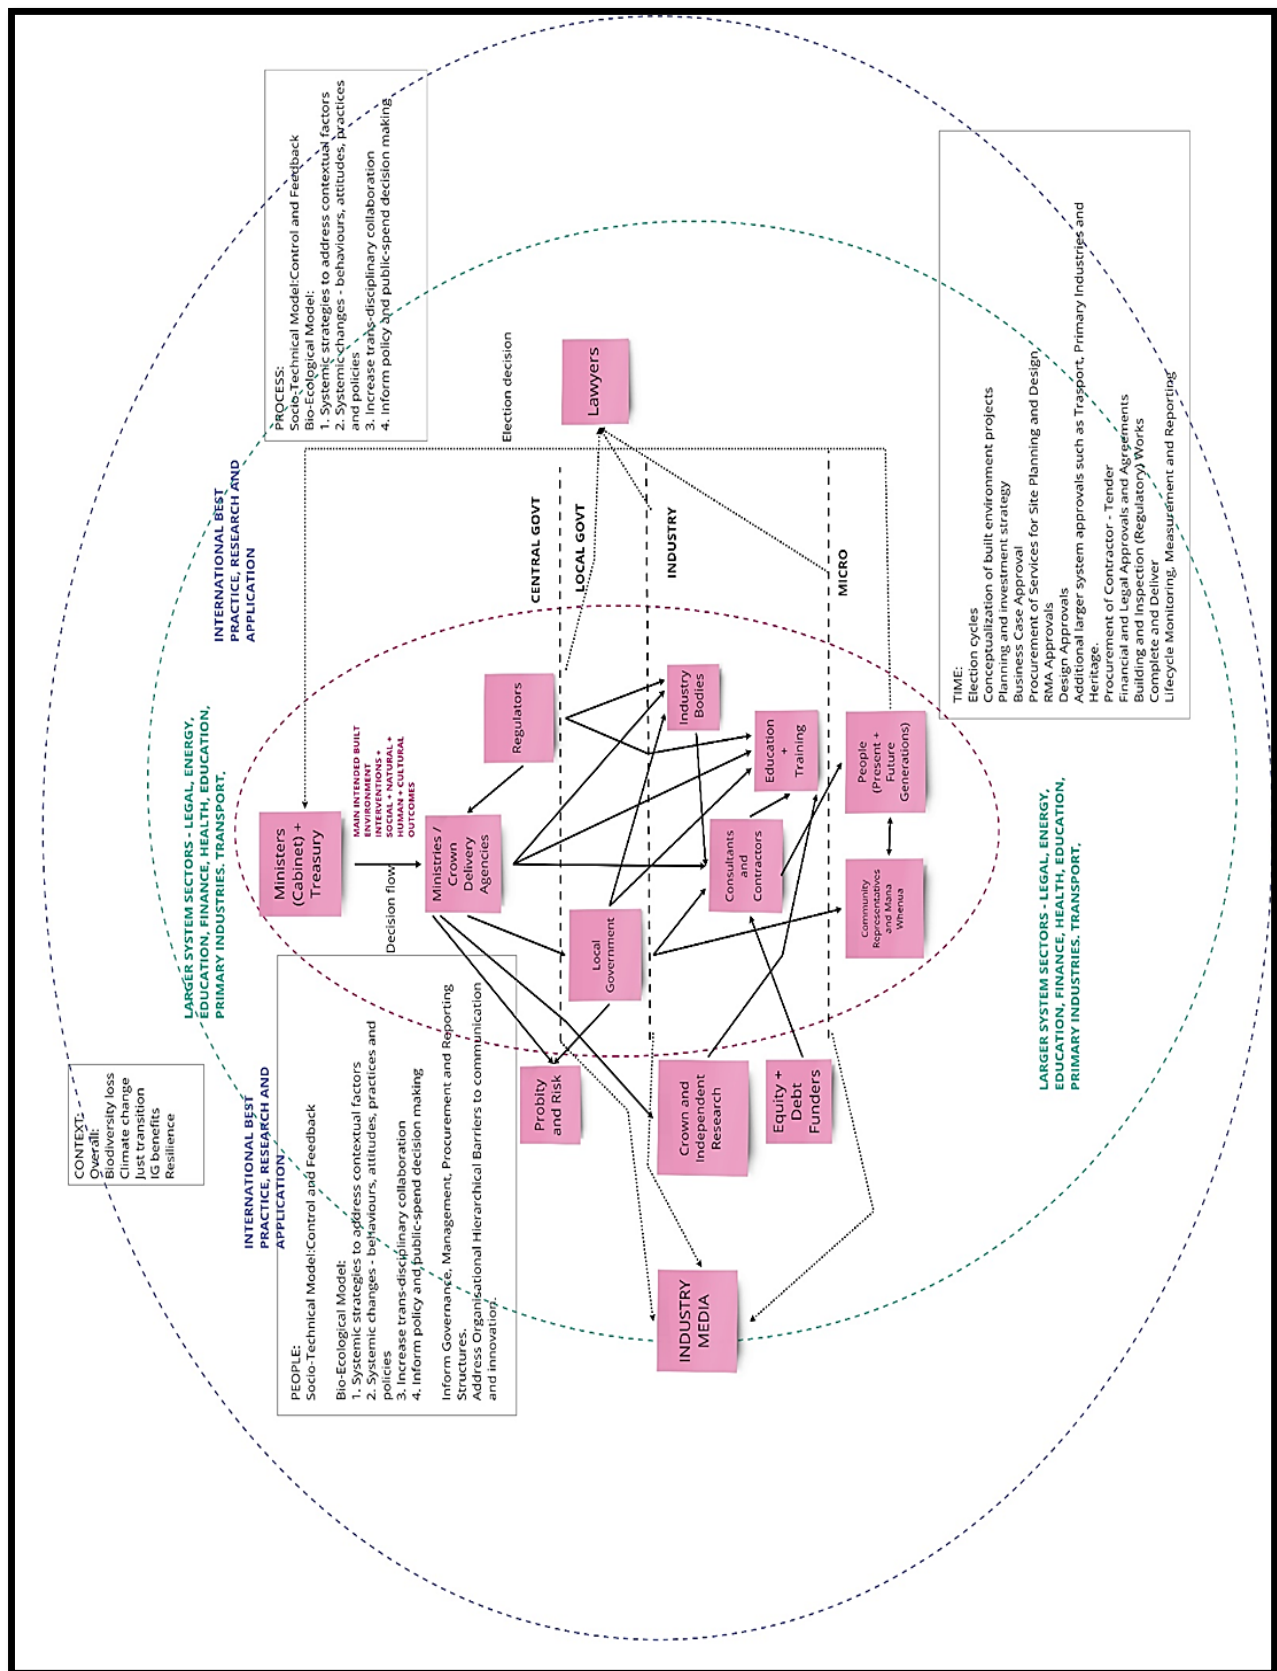 CONTEXT:
Overall:
Biodiversity loss
Climate change
Just transition
IG benefits
Resilience
LARGER SYSTEM SECTORS - LEGAL, ENERGY,
EDUCATION, FINANCE, HEALTH, EDUCATION,
PRIMARY INDUSTRIES. TRANSPORT,
INTERNATIONAL BEST
PRACTICE, RESEARCH AND
APPLICATION
INTERNATIONAL BEST
PRACTICE, RESEARCH AND
APPLICATION
PEOPLE:
Socio-Technical Model:Control and Feedback
Bio-Ecological Model:
1. Systemic strategies to address contextual factors
2. Systemic changes - behaviours, attitudes, practices and
policies
3. Increase trans-disciplinary collaboration
4. Inform policy and public-spend decision making
Inform Governance, Management, Procurement and Reporting
Structures.
Address Organisational Hierarchical Barriers to communication
and innovation.
PROCESS:
Socio-Technical Model:Control and Feedback
Bio-Ecological Model:
1. Systemic strategies to address contextual factors
2. Systemic changes - behaviours, attitudes, practices
and policies
3. Increase trans-disciplinary collaboration
4. Inform policy and public-spend decision making
Ministers
(Cabinet) +
Treasury
MAIN INTENDED BUILT
ENVIRONMENT
INTERVENTIONS +
SOCIAL + NATURAL +
HUMAN + CULTURAL
OUTCOMES
Decision flow
Ministries /
Crown
Delivery
Agencies
Regulators
Election decision
CENTRAL GOVT
LOCAL GOVT
Lawyers
Probity
and Risk
Local
Government
INDUSTRY
Industry
Bodies
INDUSTRY
MEDIA
Crown and
Independent
Research
Consultants
and
Contractors
Education
+
Training
Equity +
Debt
Funders
MICRO
Community
Representatives
and Mana
Whenua
People
(Present +
Future
Generations)
TIME:
Election cycles
Conceptualization of built environment projects
Planning and investment strategy
Business Case Approval
Procurement of Services for Site Planning and Design
RMA Approvals
Design Approvals
Additional larger system approvals such as Trasport, Primary Industries and
Heritage.
Procurement of Contractor - Tender
Financial and Legal Approvals and Agreements
Building and Inspection (Regulatory) Works
Complete and Deliver
Lifecycle Monitoring, Measurement and Reporting
LARGER SYSTEM SECTORS - LEGAL, ENERGY,
EDUCATION, FINANCE, HEALTH, EDUCATION,
PRIMARY INDUSTRIES. TRANSPORT,